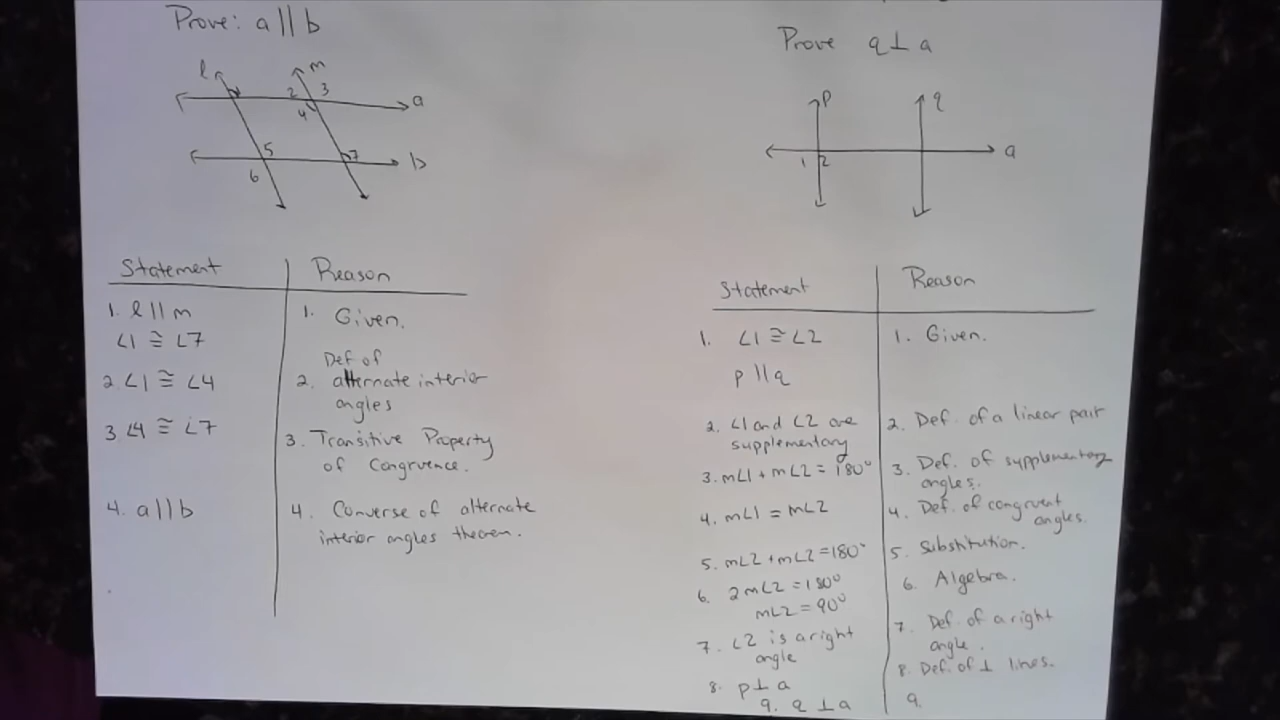 Prove: a || b
l
m
2 3
a
4
5
7
b
6
Statement Reason
1. l || m 1. Given.
∠1 ≅ ∠7
2. ∠1 ≅ ∠4 2. Def of alternate interior
angles
3. ∠4 ≅ ∠7 3. Transitive Property
of Congruence.
4. a || b 4. Converse of alternate
interior angles theorem.
Prove q ⊥ a
p
q
1 2
a
Statement Reason
1. ∠1 ≅ ∠2 1. Given.
p || q
2. ∠1 and ∠2 are 2. Def. of a linear pair
supplementary
3. m∠1 + m∠2 = 180° 3. Def. of supplementary
angles.
4. m∠1 = m∠2 4. Def. of congruent
angles.
5. m∠2 + m∠2 = 180° 5. Substitution.
6. 2m∠2 = 180° 6. Algebra.
m∠2 = 90°
7. ∠2 is a right 7. Def. of a right
angle angle.
8. p ⊥ a 8. Def. of ⊥ lines.
9. q ⊥ a 9.